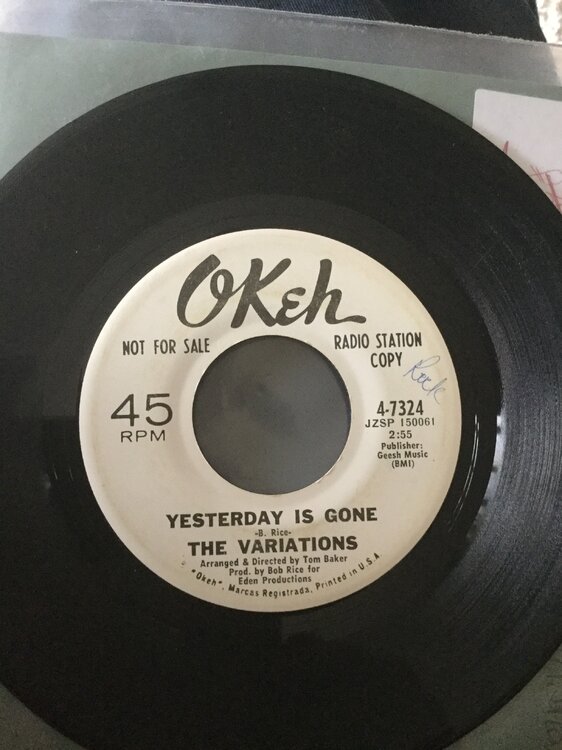 OKeh
NOT FOR SALE
RADIO STATION
COPY
Rock
45
RPM
4-7324
JZSP 150061
2:55
Publisher:
Geesh Music
(BMI)
YESTERDAY IS GONE
-B. Rice-
THE VARIATIONS
Arranged & Directed by Tom Baker
Prod. by Bob Rice for
Eden Productions
"Okeh", Marcas Registrada, Printed in U.S.A.